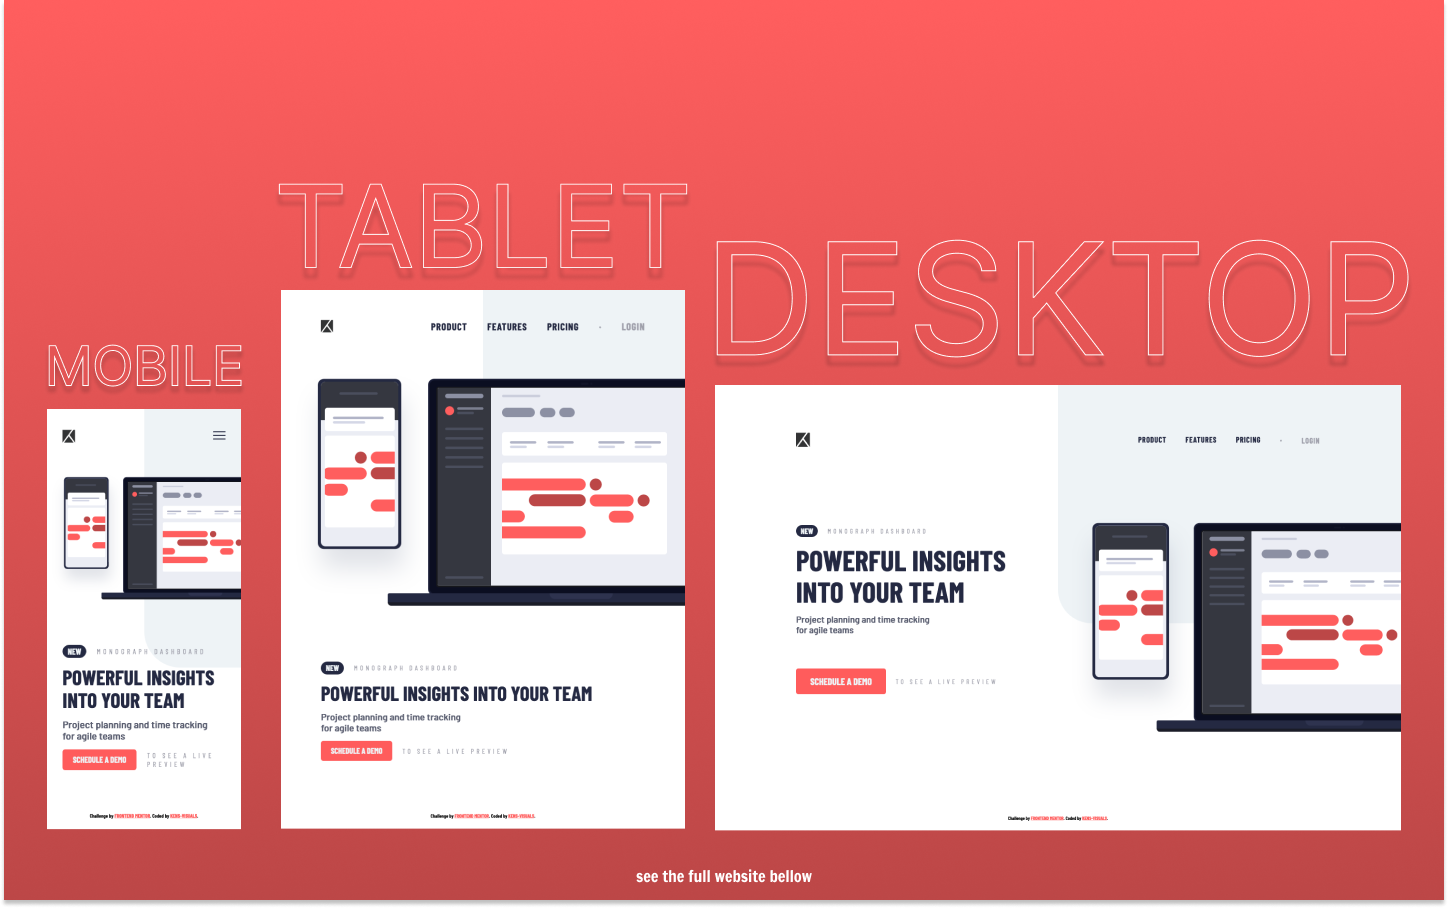 MOBILE
NEW MONOGRAPH DASHBOARD
POWERFUL INSIGHTS
INTO YOUR TEAM
Project planning and time tracking
for agile teams
SCHEDULE A DEMO TO SEE A LIVE
PREVIEW
Challenge by FRONTEND MENTOR. Coded by KENS-VISUALS.
TABLET
PRODUCT FEATURES PRICING · LOGIN
NEW MONOGRAPH DASHBOARD
POWERFUL INSIGHTS INTO YOUR TEAM
Project planning and time tracking
for agile teams
SCHEDULE A DEMO TO SEE A LIVE PREVIEW
Challenge by FRONTEND MENTOR. Coded by KENS-VISUALS.
DESKTOP
PRODUCT FEATURES PRICING · LOGIN
NEW MONOGRAPH DASHBOARD
POWERFUL INSIGHTS
INTO YOUR TEAM
Project planning and time tracking
for agile teams
SCHEDULE A DEMO TO SEE A LIVE PREVIEW
Challenge by FRONTEND MENTOR. Coded by KENS-VISUALS.
see the full website bellow